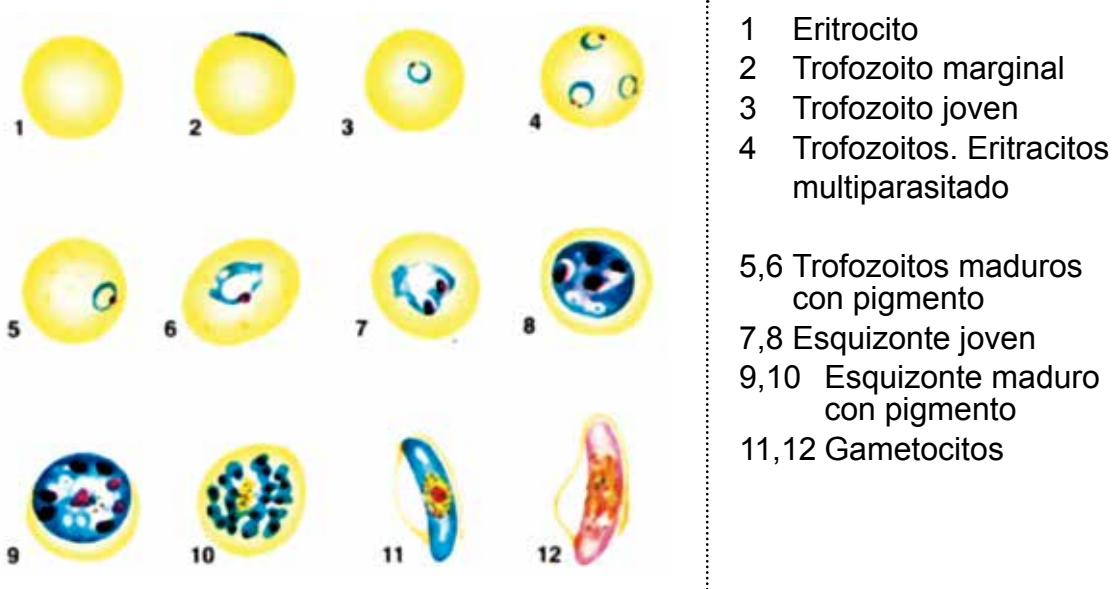 1
2
3
4
5
6
7
8
9
10
11
12
1 Eritrocito
2 Trofozoito marginal
3 Trofozoito joven
4 Trofozoitos. Eritracitos
multiparasitado
5,6 Trofozoitos maduros
con pigmento
7,8 Esquizonte joven
9,10 Esquizonte maduro
con pigmento
11,12 Gametocitos